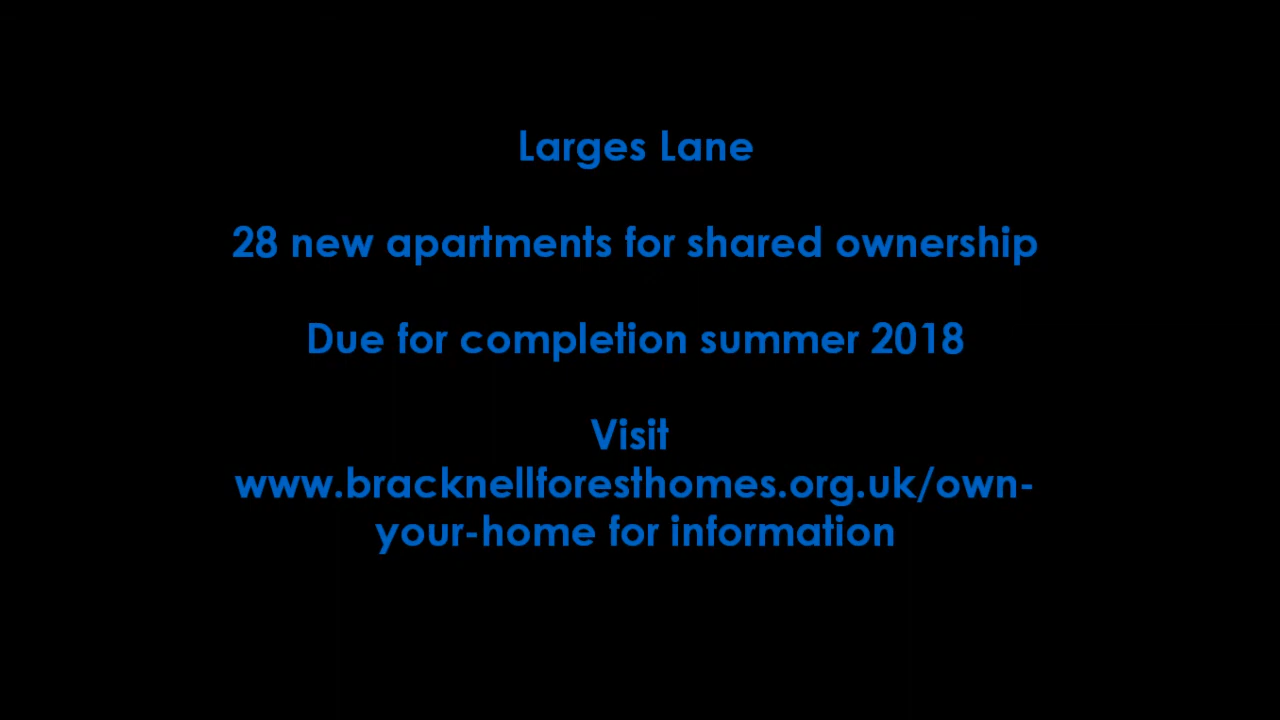 Larges Lane
28 new apartments for shared ownership
Due for completion summer 2018
Visit
www.bracknellforesthomes.org.uk/own-
your-home for information